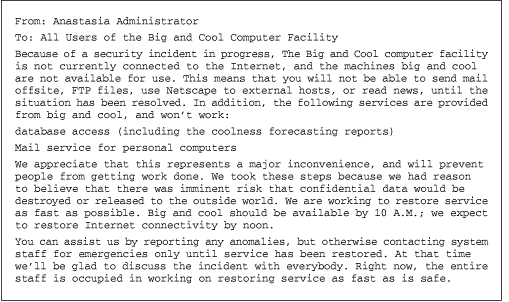 From: Anastasia Administrator
To: All Users of the Big and Cool Computer Facility
Because of a security incident in progress, The Big and Cool computer facility
is not currently connected to the Internet, and the machines big and cool
are not available for use. This means that you will not be able to send mail
offsite, FTP files, use Netscape to external hosts, or read news, until the
situation has been resolved. In addition, the following services are provided
from big and cool, and won't work:
database access (including the coolness forecasting reports)
Mail service for personal computers
We appreciate that this represents a major inconvenience, and will prevent
people from getting work done. We took these steps because we had reason
to believe that there was imminent risk that confidential data would be
destroyed or released to the outside world. We are working to restore service
as fast as possible. Big and cool should be available by 10 A.M.; we expect
to restore Internet connectivity by noon.
You can assist us by reporting any anomalies, but otherwise contacting system
staff for emergencies only until service has been restored. At that time
we'll be glad to discuss the incident with everybody. Right now, the entire
staff is occupied in working on restoring service as fast as is safe.